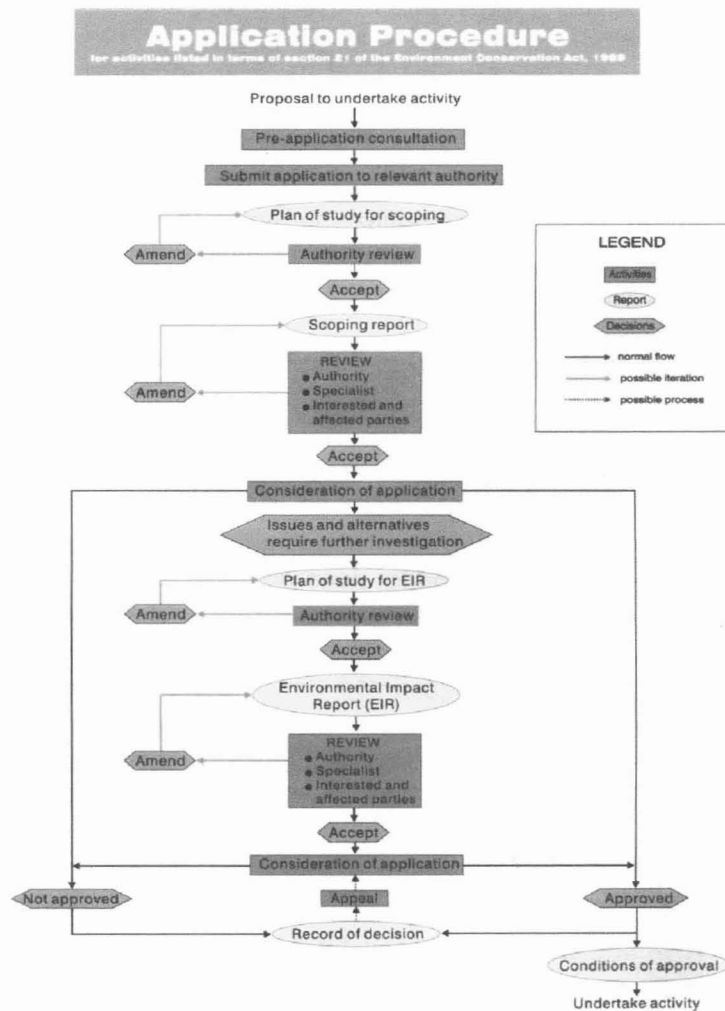 Application Procedure
for activities listed in terms of section 21 of the Environment Conservation Act, 1989
Proposal to undertake activity
Pre-application consultation
Submit application to relevant authority
Plan of study for scoping
Amend
Authority review
Accept
Scoping report
REVIEW
● Authority
● Specialist
● Interested and
affected parties
Amend
Accept
Consideration of application
Issues and alternatives
require further investigation
Plan of study for EIR
Amend
Authority review
Accept
Environmental Impact
Report (EIR)
REVIEW
● Authority
● Specialist
● Interested and
affected parties
Amend
Accept
Consideration of application
Not approved
Appeal
Approved
Record of decision
Conditions of approval
Undertake activity
LEGEND
Activities
Report
Decisions
normal flow
possible iteration
possible process